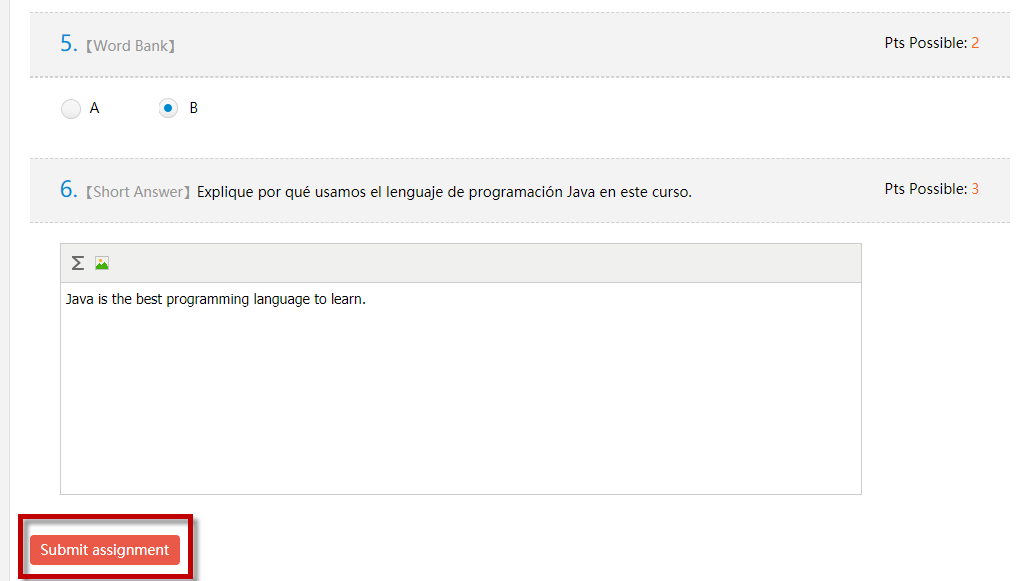 5. 【Word Bank】 Pts Possible: 2
A B
6. 【Short Answer】 Explique por qué usamos el lenguaje de programación Java en este curso. Pts Possible: 3
Σ
Java is the best programming language to learn.
Submit assignment